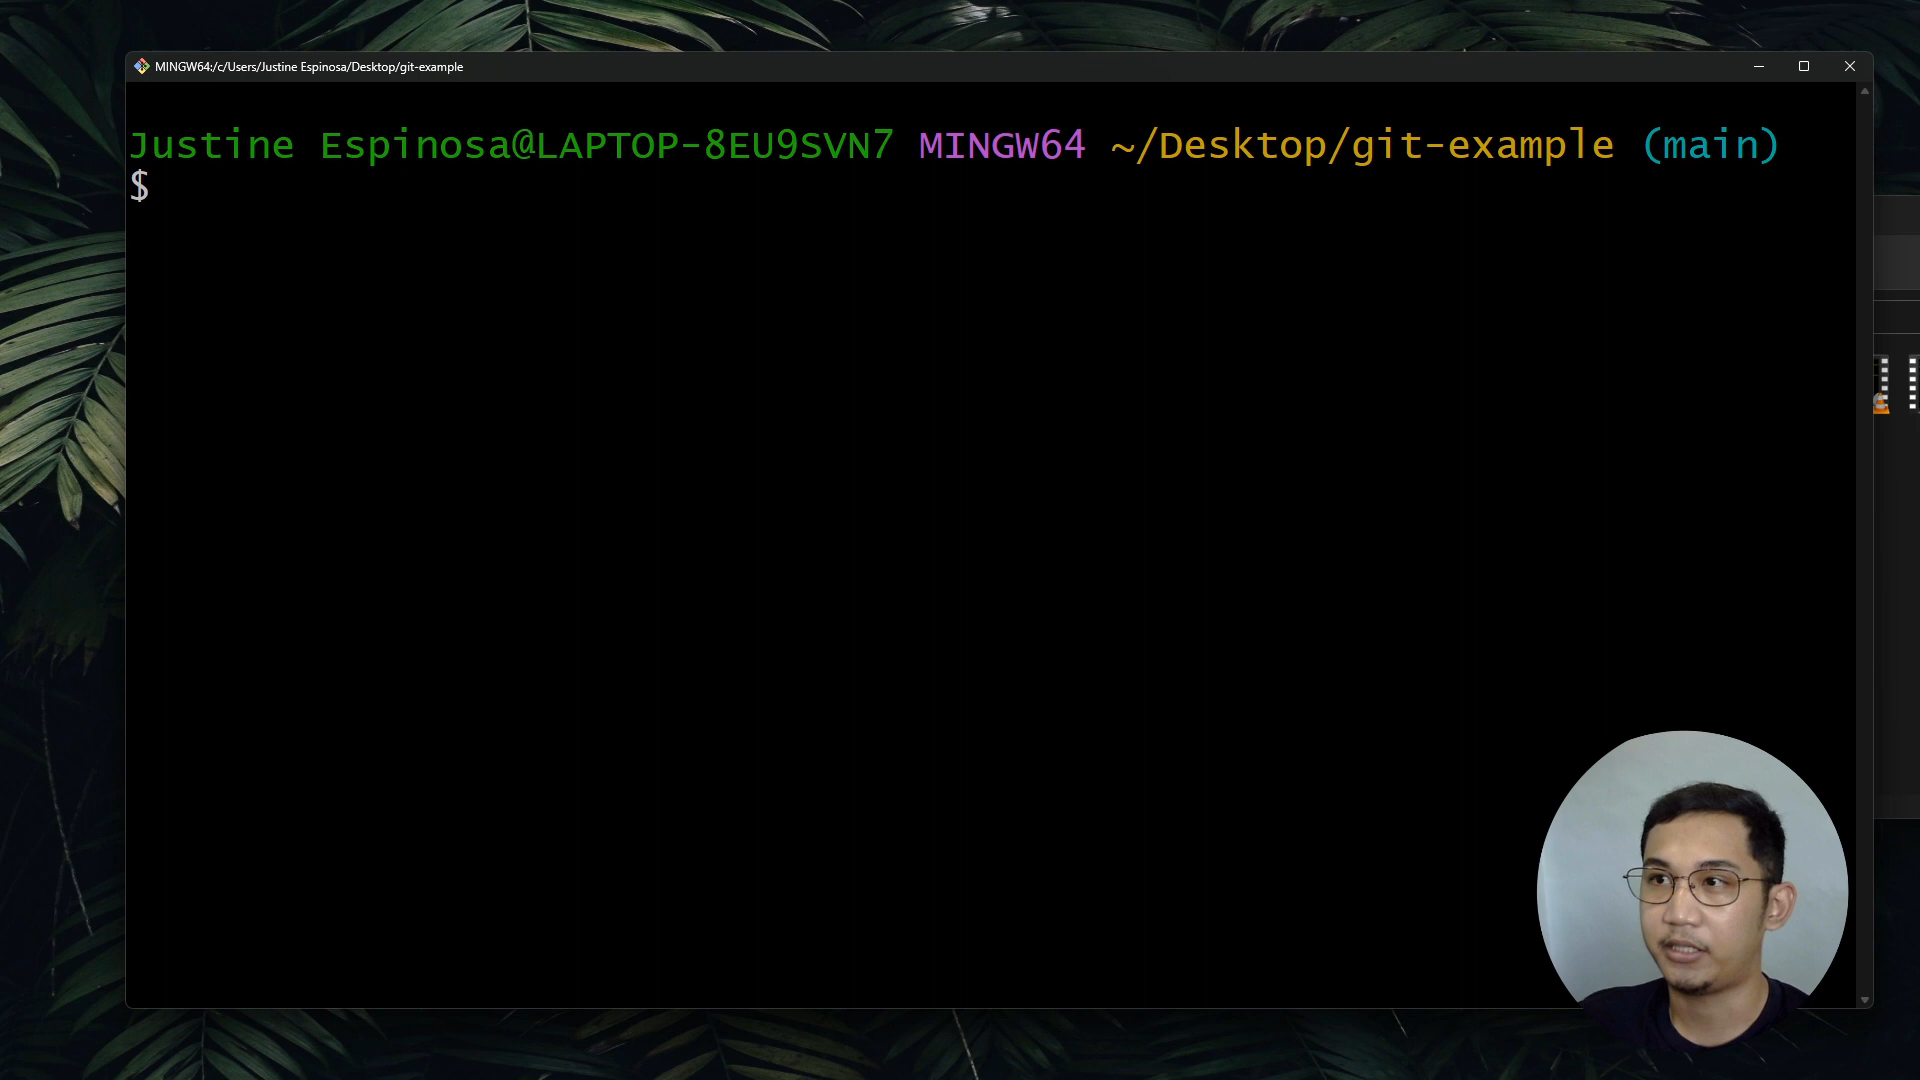 MINGW64:/c/Users/Justine Espinosa/Desktop/git-example
Justine Espinosa@LAPTOP-8EU9SVN7 MINGW64 ~/Desktop/git-example (main)
$